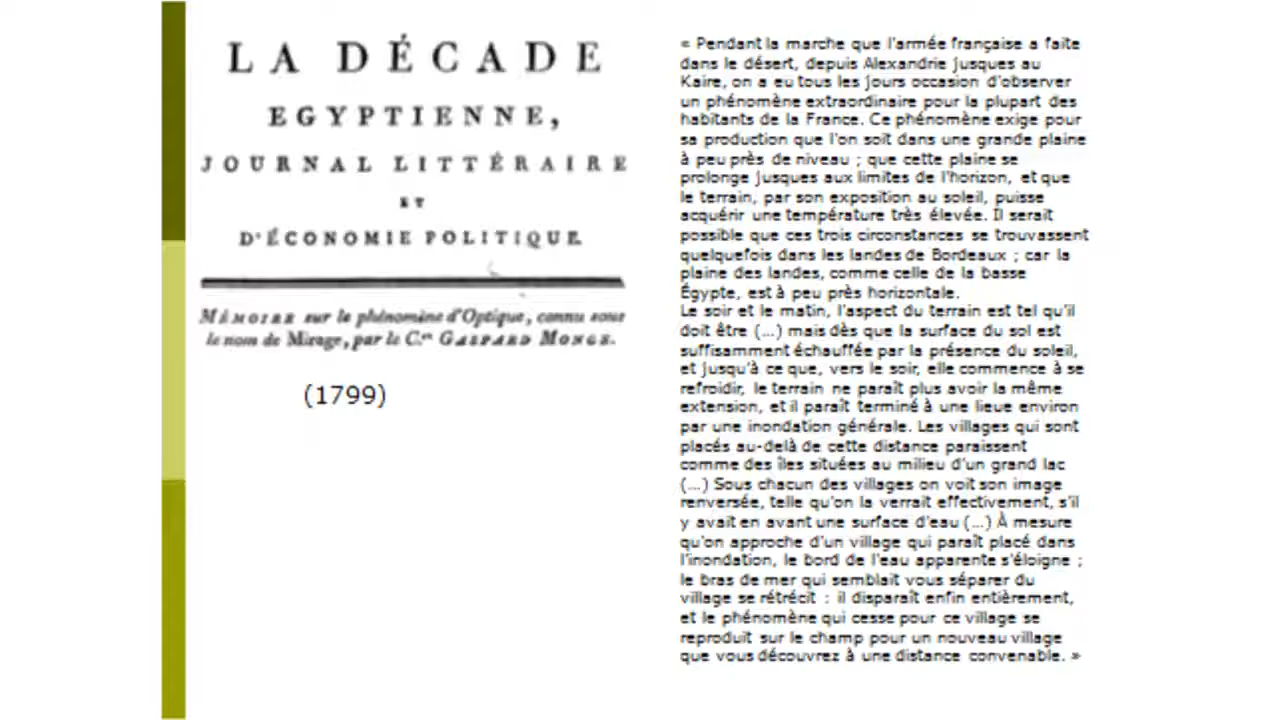 LA DÉCADE
EGYPTIENNE,
JOURNAL LITTÉRAIRE
ET
D'ÉCONOMIE POLITIQUE
MÉMOIRE sur le phénomène d'Optique, connu sous
le nom de Mirage, par le C.en GASPARD MONGE.
(1799)
« Pendant la marche que l'armée française a faite
dans le désert, depuis Alexandrie jusques au
Kaire, on a eu tous les jours occasion d'observer
un phénomène extraordinaire pour la plupart des
habitants de la France. Ce phénomène exige pour
sa production que l'on soit dans une grande plaine
à peu près de niveau ; que cette plaine se
prolonge jusques aux limites de l'horizon, et que
le terrain, par son exposition au soleil, puisse
acquérir une température très élevée. Il serait
possible que ces trois circonstances se trouvassent
quelquefois dans les landes de Bordeaux ; car la
plaine des landes, comme celle de la basse
Égypte, est à peu près horizontale.
Le soir et le matin, l'aspect du terrain est tel qu'il
doit être (...) mais dès que la surface du sol est
suffisamment échauffée par la présence du soleil,
et jusqu'à ce que, vers le soir, elle commence à se
refroidir, le terrain ne paraît plus avoir la même
extension, et il paraît terminé à une lieue environ
par une inondation générale. Les villages qui sont
placés au-delà de cette distance paraissent
comme des îles situées au milieu d'un grand lac
(...) Sous chacun des villages on voit son image
renversée, telle qu'on la verrait effectivement, s'il
y avait en avant une surface d'eau (...) À mesure
qu'on approche d'un village qui paraît placé dans
l'inondation, le bord de l'eau apparente s'éloigne ;
le bras de mer qui semblait vous séparer du
village se rétrécit : il disparaît enfin entièrement,
et le phénomène qui cesse pour ce village se
reproduit sur le champ pour un nouveau village
que vous découvrez à une distance convenable. »